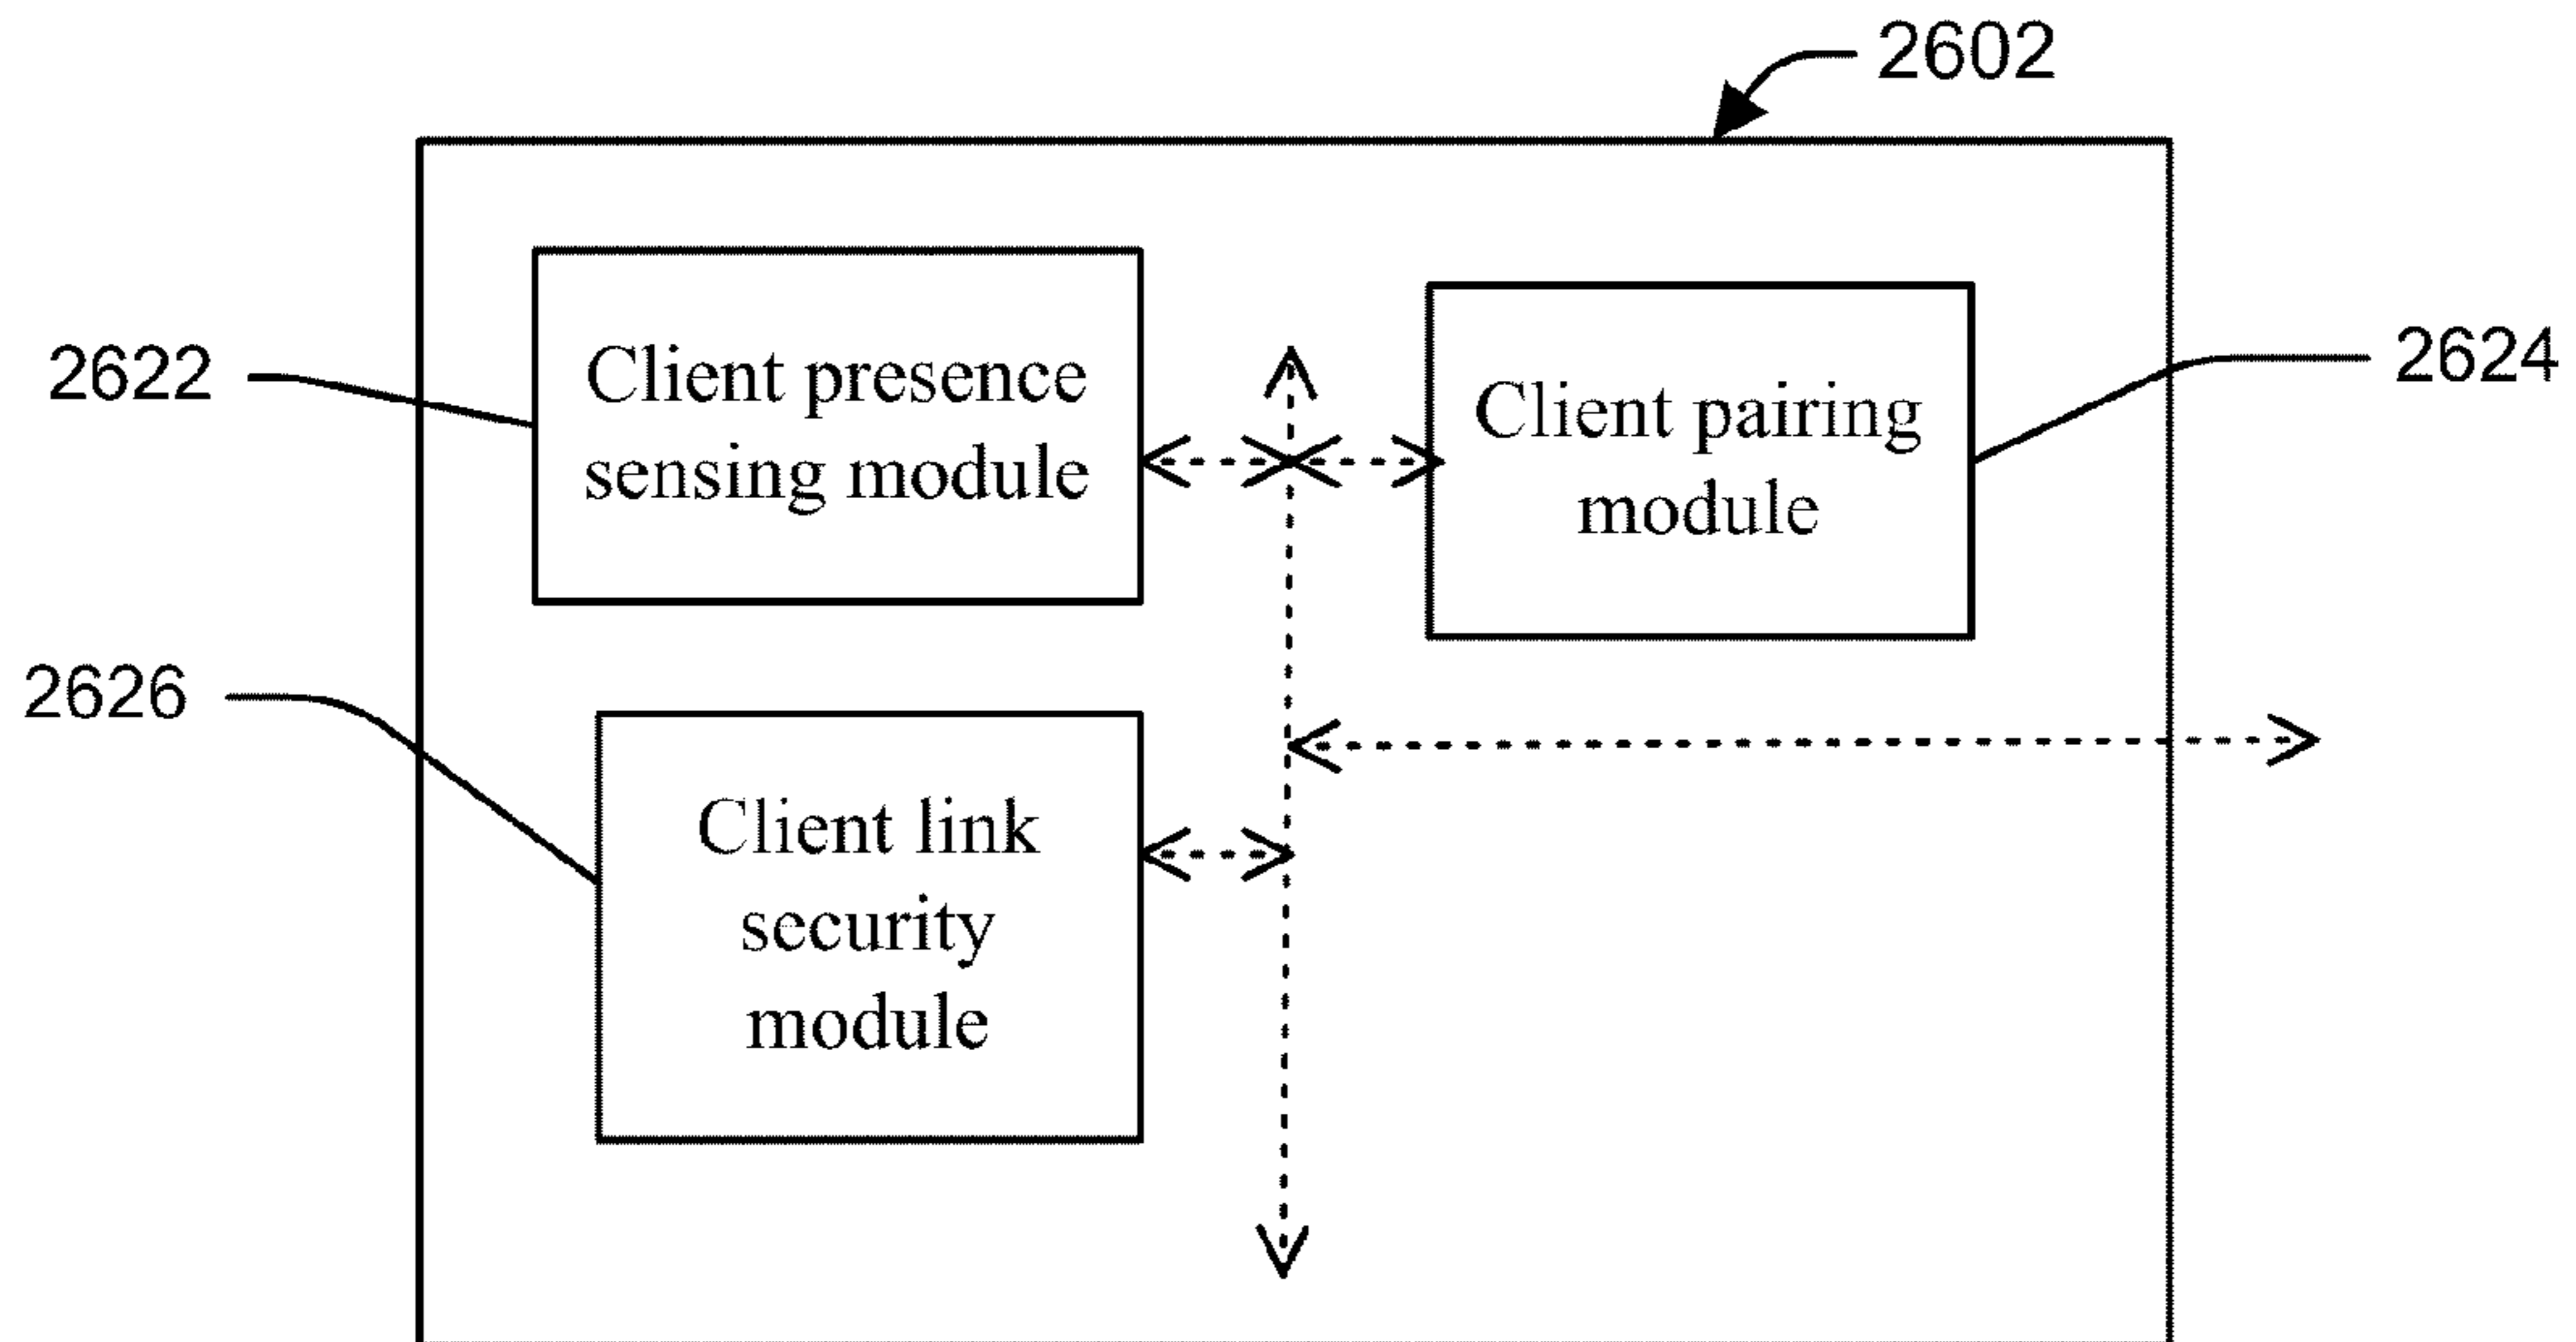 2602
Client presence
sensing module
2622
Client pairing
module
2624
2626
Client link
security
module